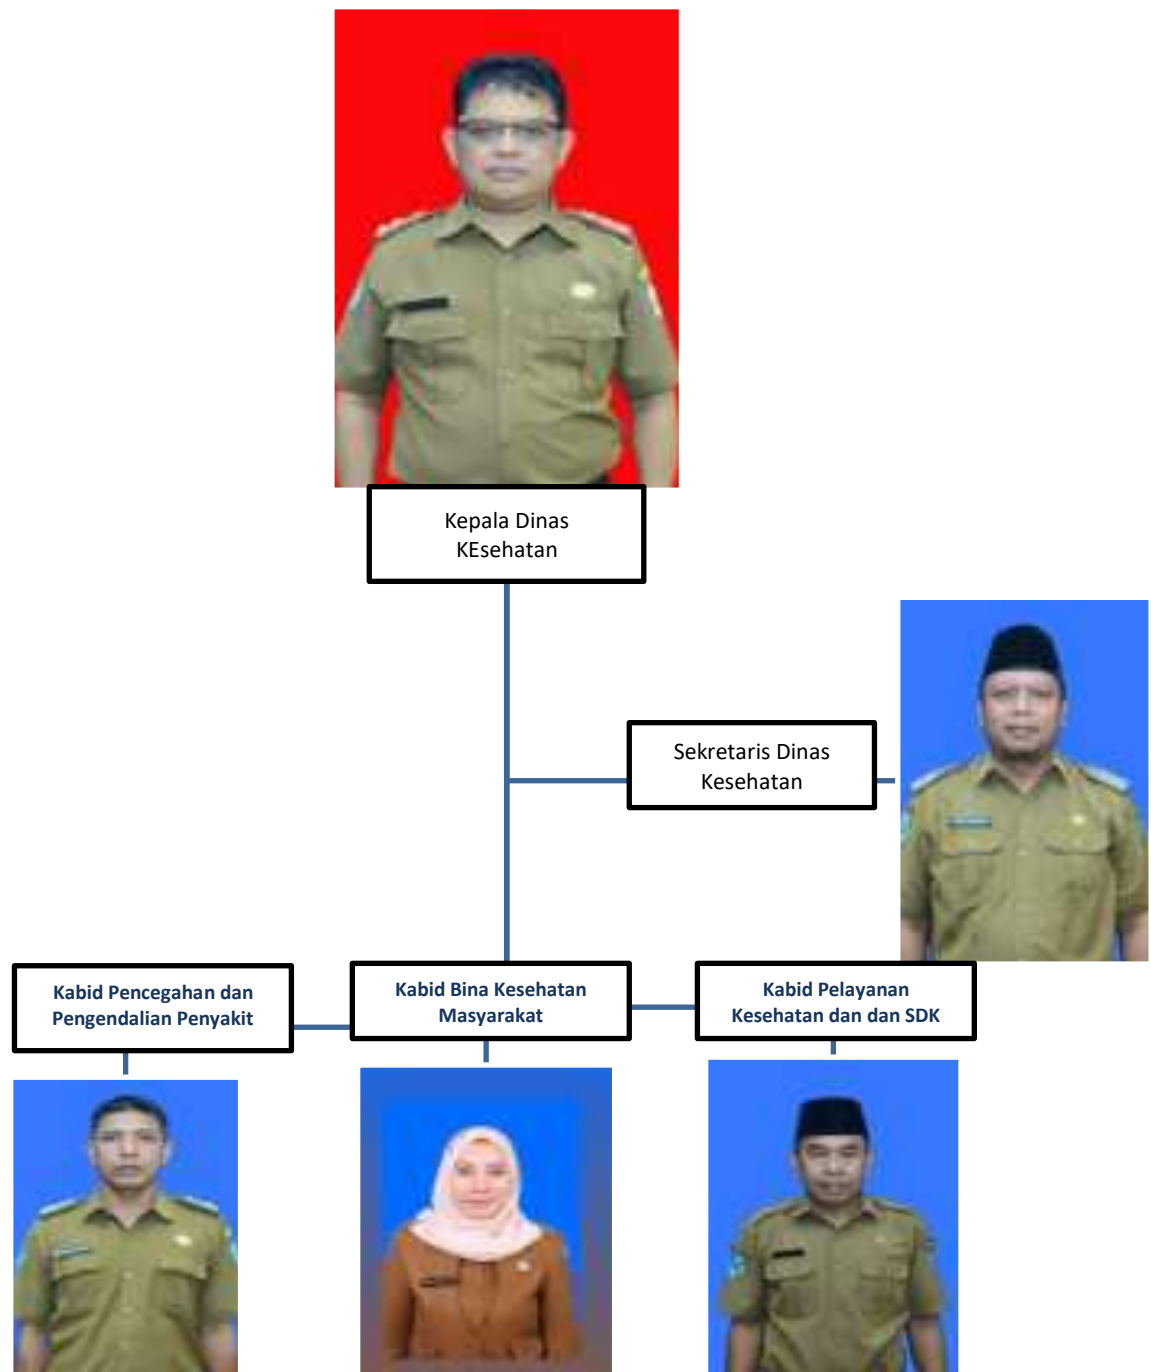 Kepala Dinas
KEsehatan
Sekretaris Dinas
Kesehatan
Kabid Pencegahan dan
Pengendalian Penyakit
Kabid Bina Kesehatan
Masyarakat
Kabid Pelayanan
Kesehatan dan dan SDK